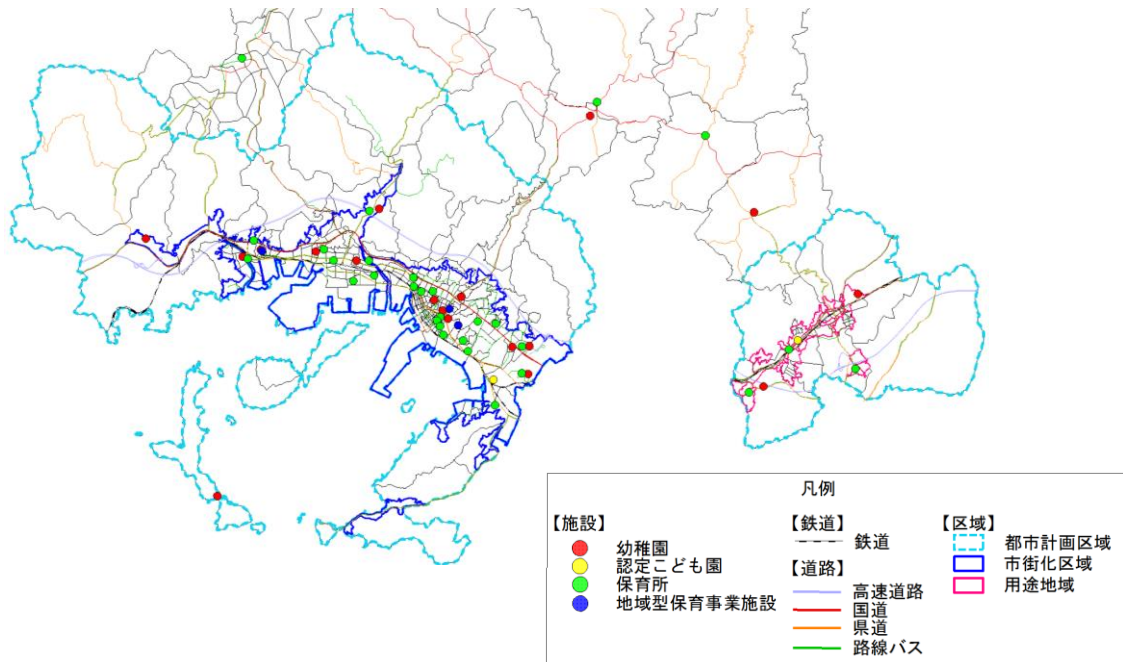 凡例
【施設】
幼稚園
認定こども園
保育所
地域型保育事業施設
【鉄道】
鉄道
【道路】
高速道路
国道
県道
路線バス
【区域】
都市計画区域
市街化区域
用途地域